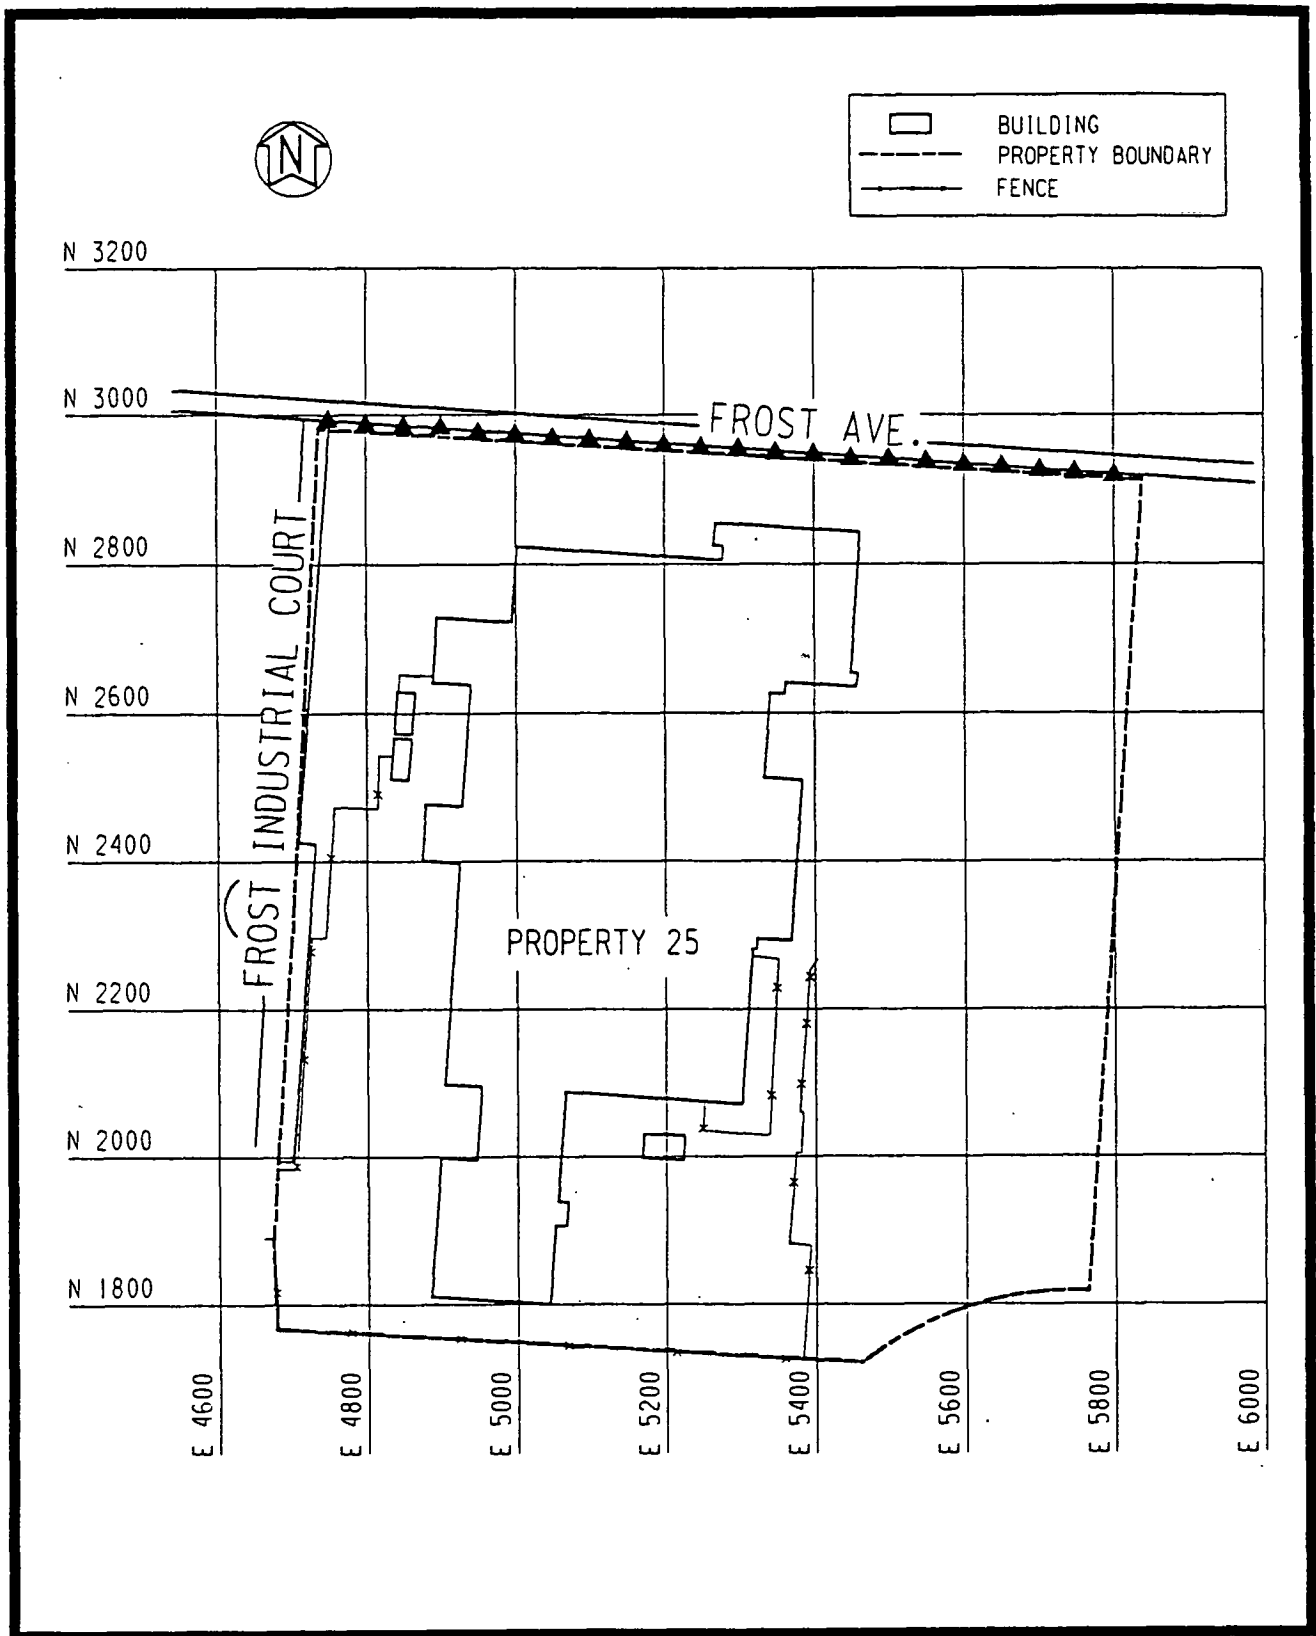 N
BUILDING
PROPERTY BOUNDARY
FENCE
N 3200
N 3000
FROST AVE.
N 2800
N 2600
N 2400
N 2200
N 2000
N 1800
FROST INDUSTRIAL COURT
PROPERTY 25
E 4600
E 4800
E 5000
E 5200
E 5400
E 5600
E 5800
E 6000